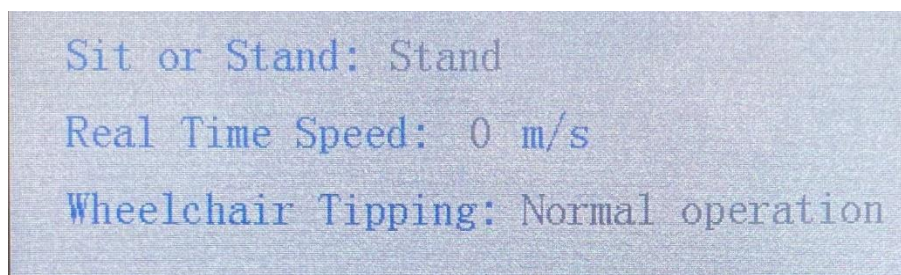 Sit or Stand: Stand
Real Time Speed: 0 m/s
Wheelchair Tipping: Normal operation